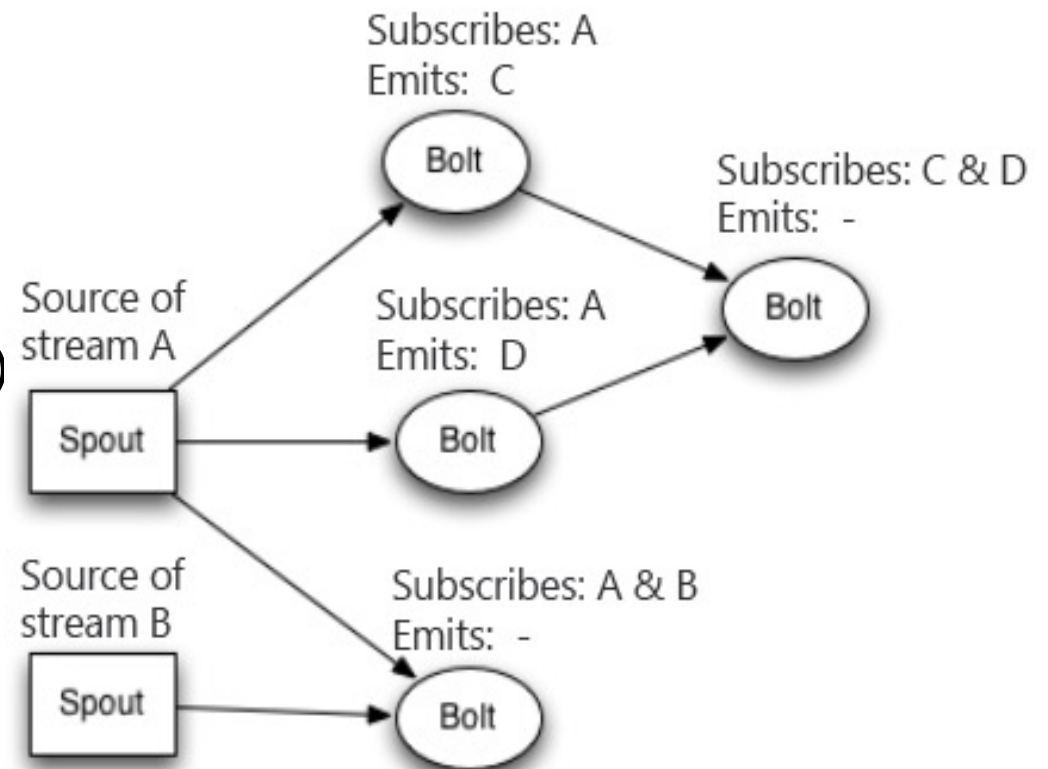 Subscribes: A
Emits: C
Bolt
Subscribes: C & D
Emits: -
Bolt
Source of
stream A
Spout
Subscribes: A
Emits: D
Bolt
Source of
stream B
Spout
Subscribes: A & B
Emits: -
Bolt